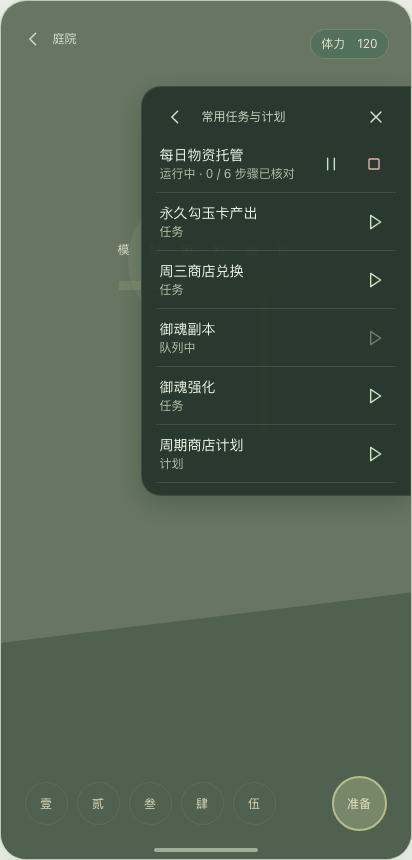 庭院
体力 120
常用任务与计划
每日物资托管
运行中 · 0 / 6 步骤已核对
永久勾玉卡产出
任务
模
周三商店兑换
任务
御魂副本
队列中
御魂强化
任务
周期商店计划
计划
壹 贰 叁 肆 伍 准备